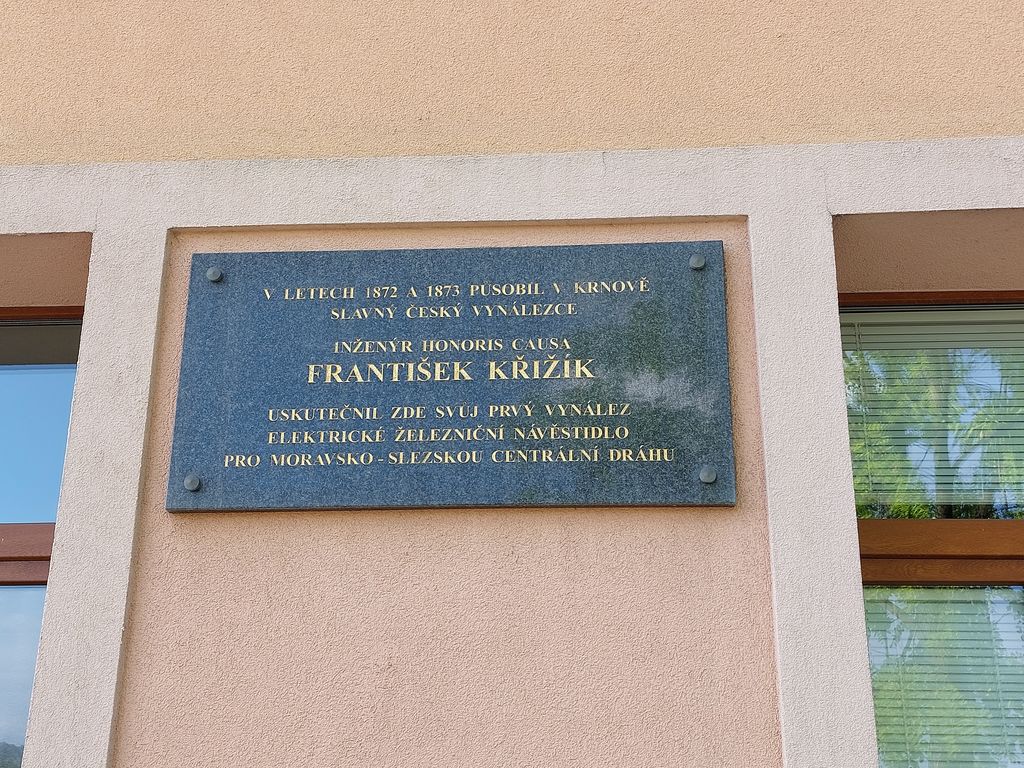 V LETECH 1872 A 1873 PUSOBIL V KRNOVĚ
SLAVNÝ ČESKÝ VYNÁLEZCE
INŽENÝR HONORIS CAUSA
FRANTIŠEK KŘIŽÍK
USKUTEČNIL ZDE SVŮJ PRVÝ VYNÁLEZ
ELEKTRICKÉ ŽELEZNIČNÍ NÁVĚSTIDLO
PRO MORAVSKO-SLEZSKOU CENTRÁLNÍ DRÁHU